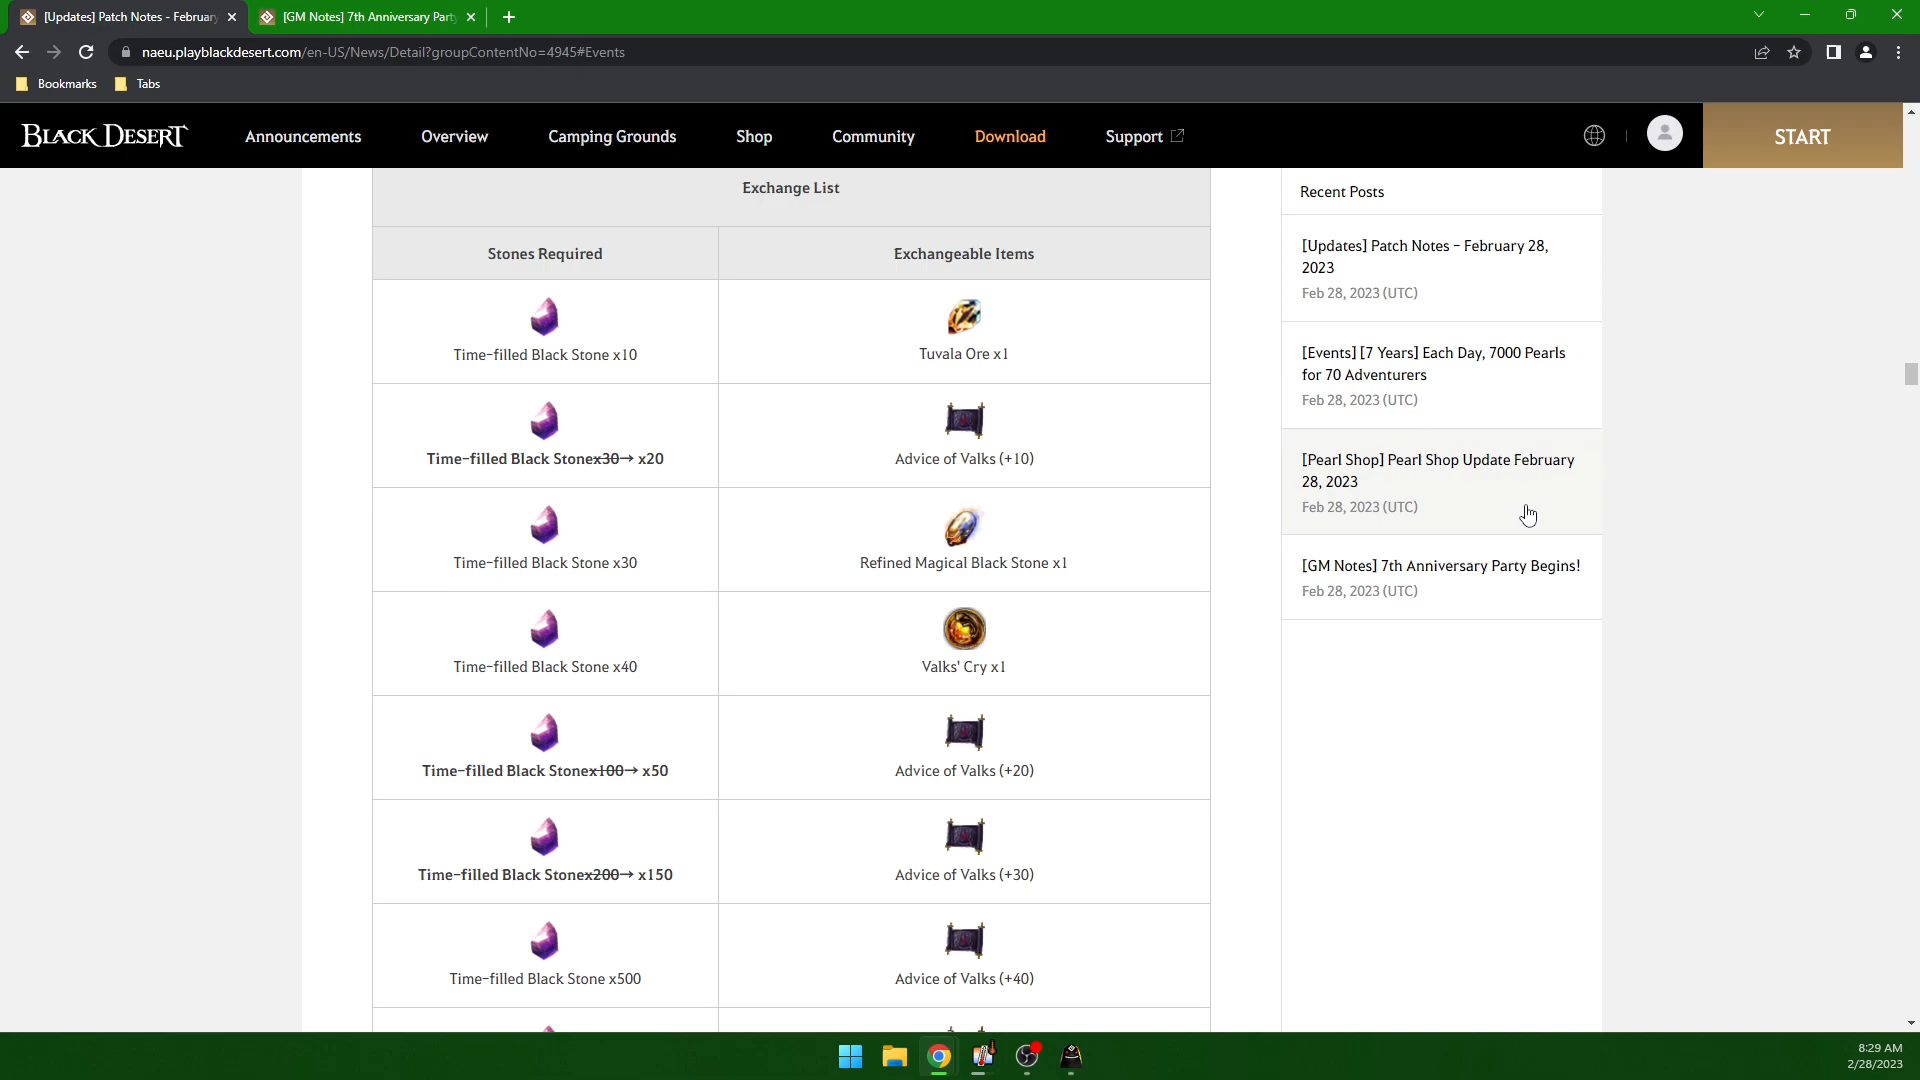 [Updates] Patch Notes - February
[GM Notes] 7th Anniversary Party
naeu.playblackdesert.com/en-US/News/Detail?groupContentNo=4945#Events
Bookmarks
Tabs
BLACK DESERT
Announcements
Overview
Camping Grounds
Shop
Community
Download
Support
START
Exchange List
Stones Required
Exchangeable Items
Time-filled Black Stone x10
Tuvala Ore x1
Time-filled Black Stonex30→ x20
Advice of Valks (+10)
Time-filled Black Stone x30
Refined Magical Black Stone x1
Time-filled Black Stone x40
Valks' Cry x1
Time-filled Black Stonex100→ x50
Advice of Valks (+20)
Time-filled Black Stonex200→ x150
Advice of Valks (+30)
Time-filled Black Stone x500
Advice of Valks (+40)
Recent Posts
[Updates] Patch Notes - February 28,
2023
Feb 28, 2023 (UTC)
[Events] [7 Years] Each Day, 7000 Pearls
for 70 Adventurers
Feb 28, 2023 (UTC)
[Pearl Shop] Pearl Shop Update February
28, 2023
Feb 28, 2023 (UTC)
[GM Notes] 7th Anniversary Party Begins!
Feb 28, 2023 (UTC)
8:29 AM
2/28/2023